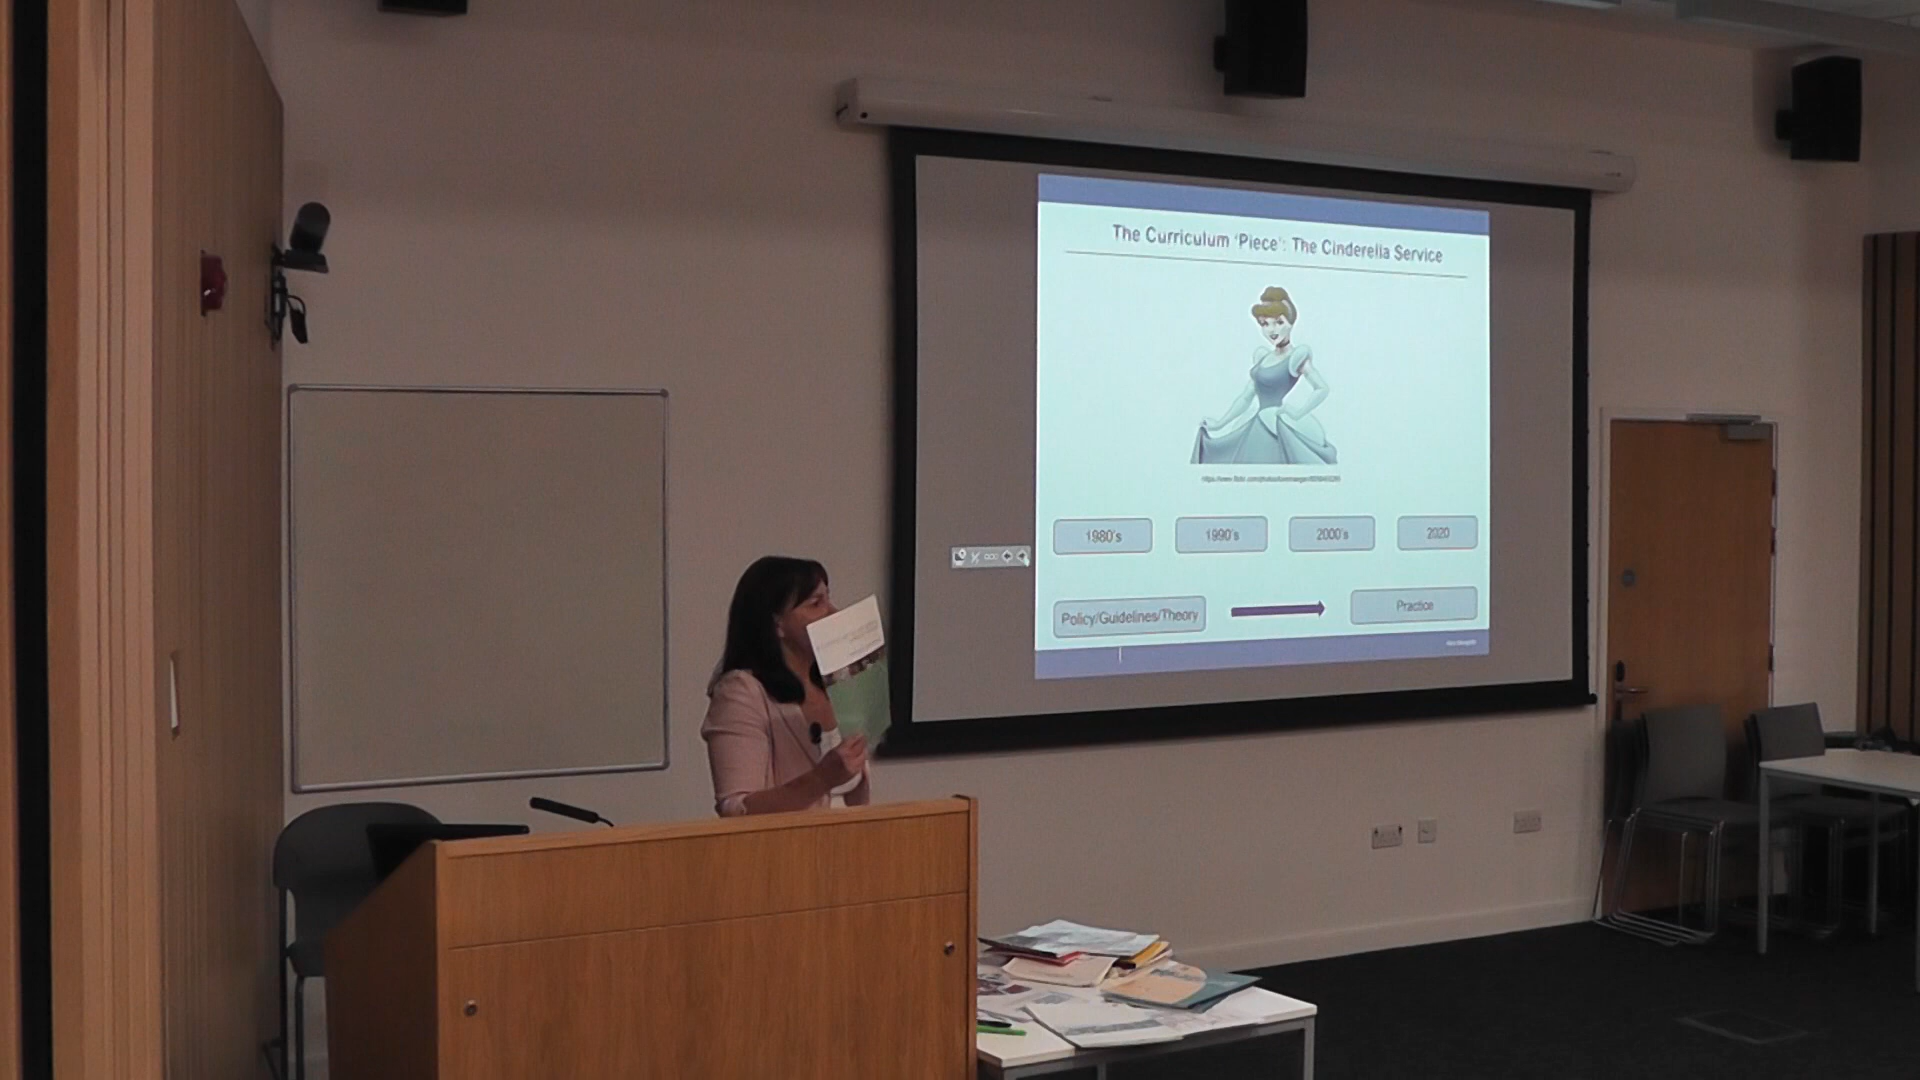 The Curriculum 'Piece': The Cinderella Service
1980's
1990's
2000's
2020
Policy/Guidelines/Theory
Practice